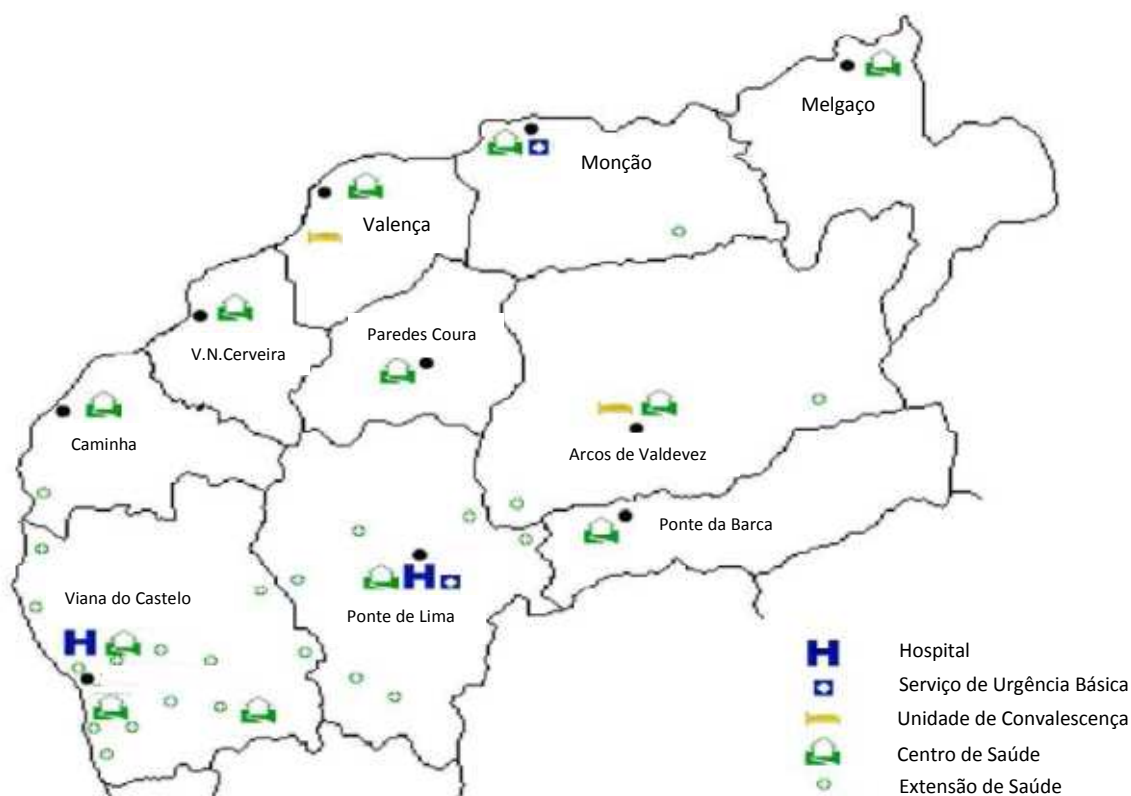 Melgaço
Monção
Valença
Paredes Coura
V.N.Cerveira
Caminha
Arcos de Valdevez
Ponte da Barca
Viana do Castelo
Ponte de Lima
H Hospital
Serviço de Urgência Básica
Unidade de Convalescença
Centro de Saúde
Extensão de Saúde